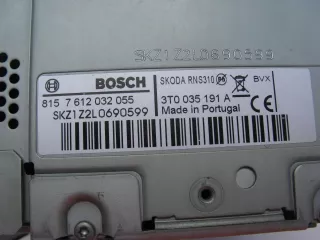 SKZ1Z2L0690599
BOSCH
SKODA RNS310 M BVX
815 7 612 032 055
3T0 035 191 A
SKZ1Z2L0690599
Made in Portugal